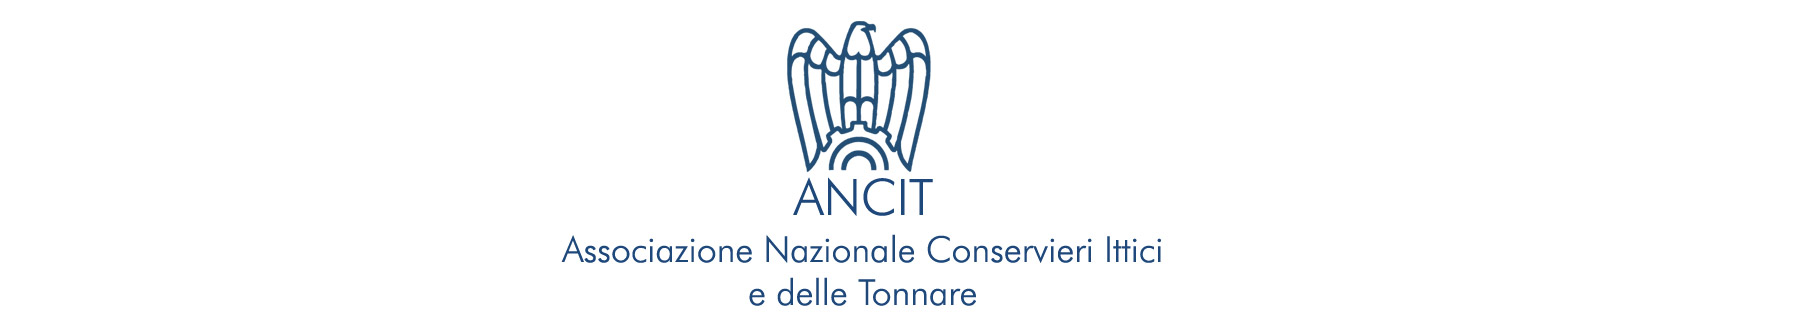 ANCIT
Associazione Nazionale Conservieri Ittici
e delle Tonnare